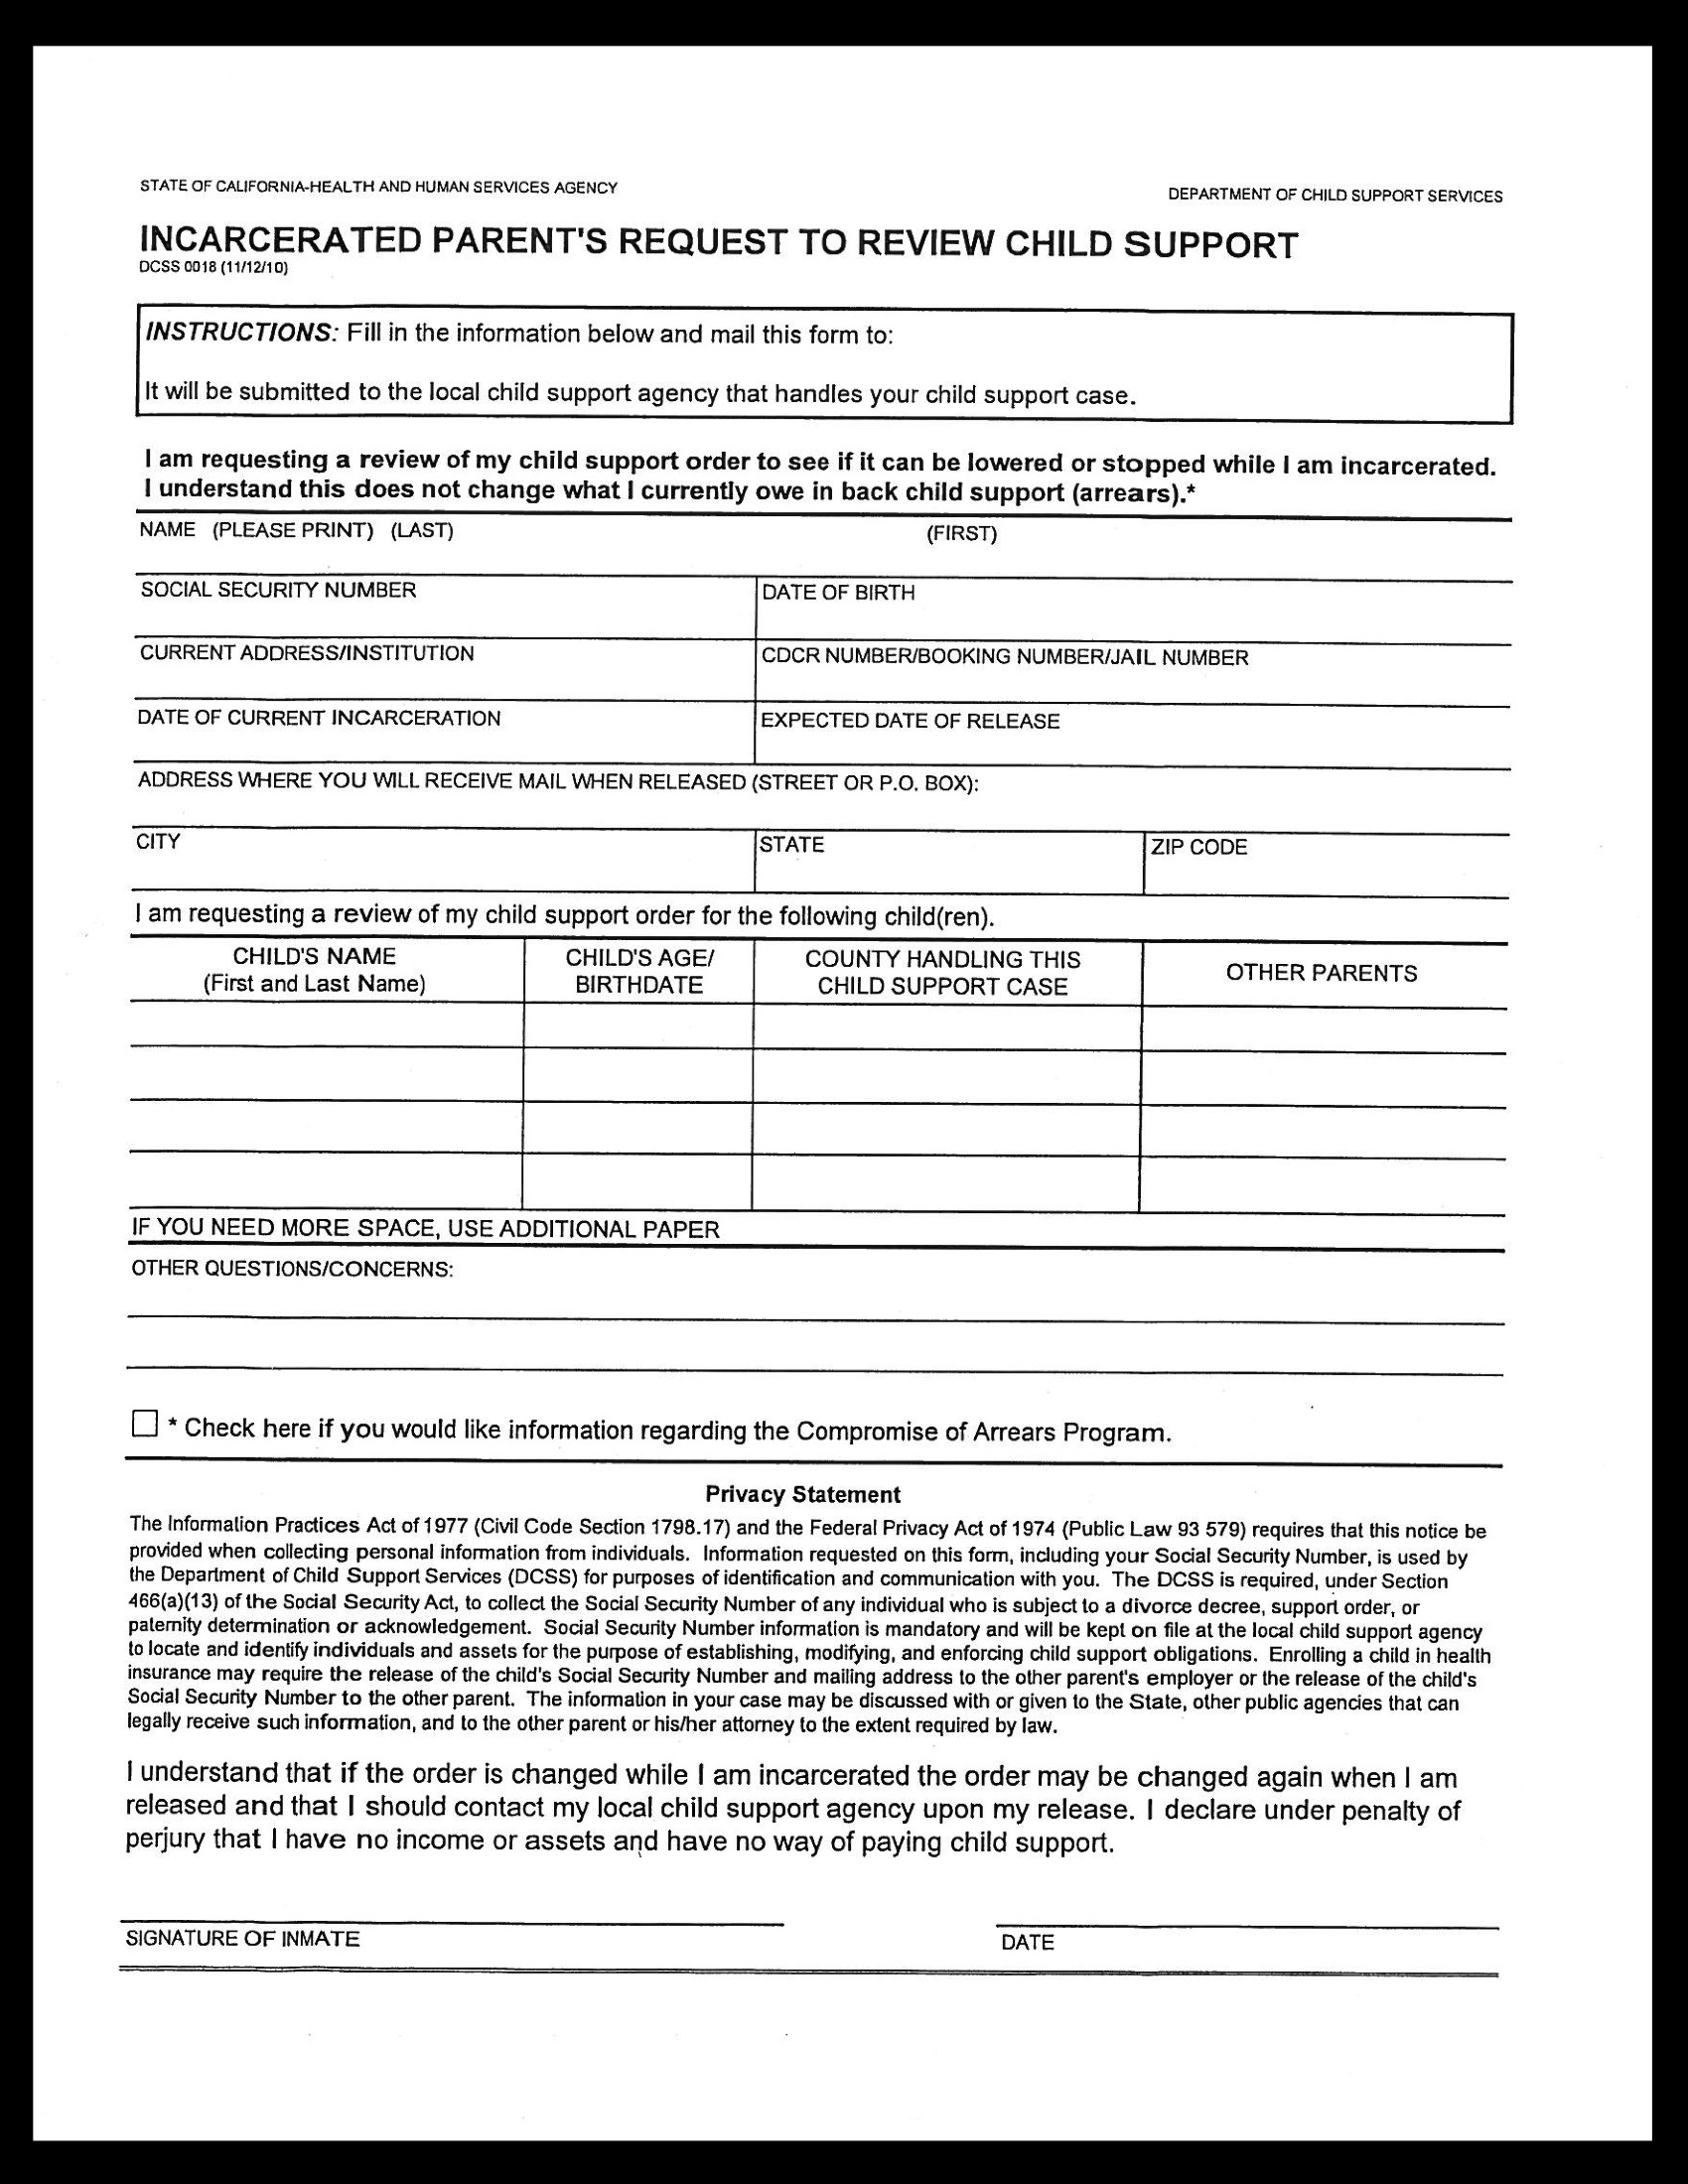 STATE OF CALIFORNIA-HEALTH AND HUMAN SERVICES AGENCY
DEPARTMENT OF CHILD SUPPORT SERVICES
INCARCERATED PARENT'S REQUEST TO REVIEW CHILD SUPPORT
DCSS 0018 (11/12/10)
INSTRUCTIONS: Fill in the information below and mail this form to:
It will be submitted to the local child support agency that handles your child support case.
I am requesting a review of my child support order to see if it can be lowered or stopped while I am incarcerated.
I understand this does not change what I currently owe in back child support (arrears).*
NAME (PLEASE PRINT) (LAST) (FIRST)
SOCIAL SECURITY NUMBER DATE OF BIRTH
CURRENT ADDRESS/INSTITUTION CDCR NUMBER/BOOKING NUMBER/JAIL NUMBER
DATE OF CURRENT INCARCERATION EXPECTED DATE OF RELEASE
ADDRESS WHERE YOU WILL RECEIVE MAIL WHEN RELEASED (STREET OR P.O. BOX):
CITY STATE ZIP CODE
I am requesting a review of my child support order for the following child(ren).
CHILD'S NAME CHILD'S AGE/ COUNTY HANDLING THIS OTHER PARENTS
(First and Last Name) BIRTHDATE CHILD SUPPORT CASE
IF YOU NEED MORE SPACE, USE ADDITIONAL PAPER
OTHER QUESTIONS/CONCERNS:
* Check here if you would like information regarding the Compromise of Arrears Program.
Privacy Statement
The Information Practices Act of 1977 (Civil Code Section 1798.17) and the Federal Privacy Act of 1974 (Public Law 93 579) requires that this notice be
provided when collecting personal information from individuals. Information requested on this form, including your Social Security Number, is used by
the Department of Child Support Services (DCSS) for purposes of identification and communication with you. The DCSS is required, under Section
466(a)(13) of the Social Security Act, to collect the Social Security Number of any individual who is subject to a divorce decree, support order, or
paternity determination or acknowledgement. Social Security Number information is mandatory and will be kept on file at the local child support agency
to locate and identify individuals and assets for the purpose of establishing, modifying, and enforcing child support obligations. Enrolling a child in health
insurance may require the release of the child's Social Security Number and mailing address to the other parent's employer or the release of the child's
Social Security Number to the other parent. The information in your case may be discussed with or given to the State, other public agencies that can
legally receive such information, and to the other parent or his/her attorney to the extent required by law.
I understand that if the order is changed while I am incarcerated the order may be changed again when I am
released and that I should contact my local child support agency upon my release. I declare under penalty of
perjury that I have no income or assets and have no way of paying child support.
SIGNATURE OF INMATE DATE